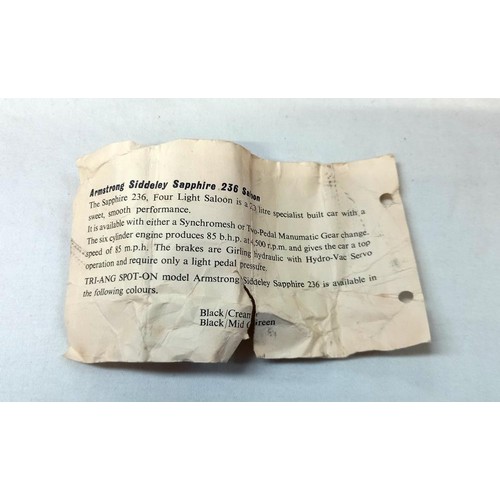 Armstrong Siddeley Sapphire 236 Saloon
The Sapphire 236, Four Light Saloon is a 2.3 litre specialist built car with a
sweet, smooth performance.
It is available with either a Synchromesh or Two-Pedal Manumatic Gear change.
The six cylinder engine produces 85 b.h.p. at 4,500 r.p.m. and gives the car a top
speed of 85 m.p.h. The brakes are Girling hydraulic with Hydro-Vac Servo
operation and require only a light pedal pressure.
TRI-ANG SPOT-ON model Armstrong Siddeley Sapphire 236 is available in
the following colours.
Black/Cream
Black/Mid Green